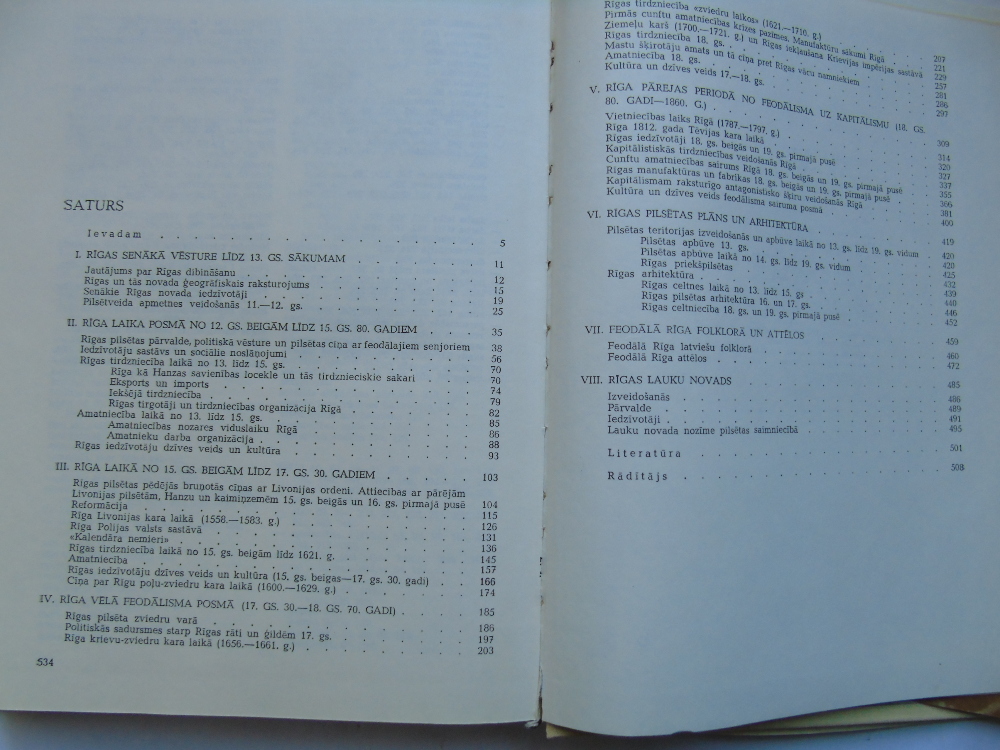 SATURS
Ievadam . . . 5
I. RĪGAS SENĀKĀ VĒSTURE LĪDZ 13. GS. SĀKUMAM . . . 11
Jautājums par Rīgas dibināšanu . . . 12
Rīgas un tās novada ģeogrāfiskais raksturojums . . . 15
Senākie Rīgas novada iedzīvotāji . . . 19
Pilsētveida apmetnes veidošanās 11.—12. gs. . . . 25
II. RĪGA LAIKA POSMĀ NO 12. GS. BEIGĀM LĪDZ 15. GS. 80. GADIEM . . . 35
Rīgas pilsētas pārvalde, politiskā vēsture un pilsētas cīņa ar feodālajiem senjoriem 38
Iedzīvotāju sastāvs un sociālie noslāņojumi . . . 56
Rīgas tirdzniecība laikā no 13. līdz 15. gs. . . . 70
Rīga kā Hanzas savienības locekle un tās tirdznieciskie sakari . . . 70
Eksports un imports . . . 74
Iekšējā tirdzniecība . . . 79
Rīgas tirgotāji un tirdzniecības organizācija Rīgā . . . 82
Amatniecība laikā no 13. līdz 15. gs. . . . 85
Amatniecības nozares viduslaiku Rīgā . . . 86
Amatnieku darba organizācija . . . 88
Rīgas iedzīvotāju dzīves veids un kultūra . . . 93
III. RĪGA LAIKĀ NO 15. GS. BEIGĀM LĪDZ 17. GS. 30. GADIEM . . . 103
Rīgas pilsētas pēdējās bruņotās cīņas ar Livonijas ordeni. Attiecības ar pārējām
Livonijas pilsētām, Hanzu un kaimiņzemēm 15. gs. beigās un 16. gs. pirmajā pusē 104
Reformācija . . . 115
Rīga Livonijas kara laikā (1558.—1583. g.) . . . 126
Rīga Polijas valsts sastāvā . . . 131
«Kalendāra nemieri» . . . 136
Rīgas tirdzniecība laikā no 15. gs. beigām līdz 1621. g. . . . 145
Amatniecība . . . 157
Rīgas iedzīvotāju dzīves veids un kultūra (15. gs. beigas—17. gs. 30. gadi) . . 166
Cīņa par Rīgu poļu-zviedru kara laikā (1600.—1629. g.) . . . 174
IV. RĪGA VĒLĀ FEODĀLISMA POSMĀ (17. GS. 30.—18. GS. 70. GADI) . . . 185
Rīgas pilsēta zviedru varā . . . 186
Politiskās sadursmes starp Rīgas rāti un ģildēm 17. gs. . . . 197
Rīga krievu-zviedru kara laikā (1656.—1661. g.) . . . 203
534
Rīgas tirdzniecība «zviedru laikos» (1621.—1710. g.) . . . 207
Pirmās cunftu amatniecības krīzes pazīmes. Manufaktūru sākumi Rīgā . . . 221
Ziemeļu karš (1700.—1721. g.) un Rīgas iekļaušana Krievijas impērijas sastāvā 229
Rīgas tirdzniecība 18. gs. . . . 257
Mastu šķirotāju amats un tā cīņa pret Rīgas vācu namniekiem . . . 281
Amatniecība 18. gs. . . . 286
Kultūra un dzīves veids 17.—18. gs. . . . 297
V. RĪGA PĀREJAS PERIODĀ NO FEODĀLISMA UZ KAPITĀLISMU (18. GS.
80. GADI—1860. G.) . . . 309
Vietniecības laiks Rīgā (1787.—1797. g.) . . . 314
Rīga 1812. gada Tēvijas kara laikā . . . 320
Rīgas iedzīvotāji 18. gs. beigās un 19. gs. pirmajā pusē . . . 327
Kapitālistiskās tirdzniecības veidošanās Rīgā . . . 337
Cunftu amatniecības sairums Rīgā 18. gs. beigās un 19. gs. pirmajā pusē . . . 355
Rīgas manufaktūras un fabrikas 18. gs. beigās un 19. gs. pirmajā pusē . . . 366
Kapitālismam raksturīgo antagonistisko šķiru veidošanās Rīgā . . . 381
Kultūra un dzīves veids feodālisma sairuma posmā . . . 400
VI. RĪGAS PILSĒTAS PLĀNS UN ARHITEKTŪRA . . . 419
Pilsētas teritorijas izveidošanās un apbūve laikā no 13. līdz 19. gs. vidum . . . 420
Pilsētas apbūve 13. gs. . . . 420
Pilsētas apbūve laikā no 14. gs. līdz 19. gs. vidum . . . 425
Rīgas priekšpilsētas . . . 432
Rīgas arhitektūra . . . 439
Rīgas celtnes laikā no 13. līdz 15. gs. . . . 440
Rīgas pilsētas arhitektūra 16. un 17. gs. . . . 446
Rīgas celtniecība 18. gs. un 19. gs. pirmajā pusē . . . 452
VII. FEODĀLĀ RĪGA FOLKLORĀ UN ATTĒLOS . . . 459
Feodālā Rīga latviešu folklorā . . . 460
Feodālā Rīga attēlos . . . 472
VIII. RĪGAS LAUKU NOVADS . . . 485
Izveidošanās . . . 486
Pārvalde . . . 489
Iedzīvotāji . . . 491
Lauku novada nozīme pilsētas saimniecībā . . . 495
Literatūra . . . 501
Rādītājs . . . 508